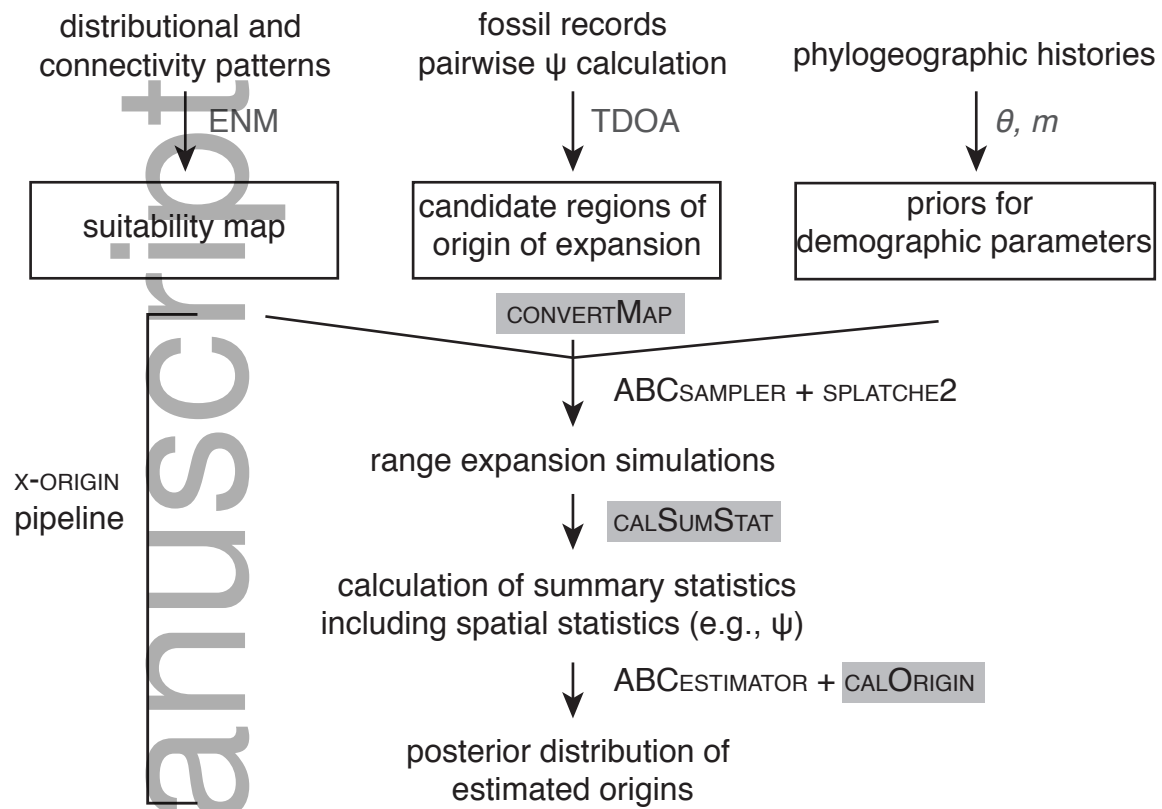 distributional and
connectivity patterns
fossil records
pairwise ψ calculation
phylogeographic histories
ENM
TDOA
θ, m
suitability map
candidate regions of
origin of expansion
priors for
demographic parameters
CONVERTMAP
ABCSAMPLER + SPLATCHE2
range expansion simulations
X-ORIGIN
pipeline
CALSUMSTAT
calculation of summary statistics
including spatial statistics (e.g., ψ)
ABCESTIMATOR + CALORIGIN
posterior distribution of
estimated origins
anuscript